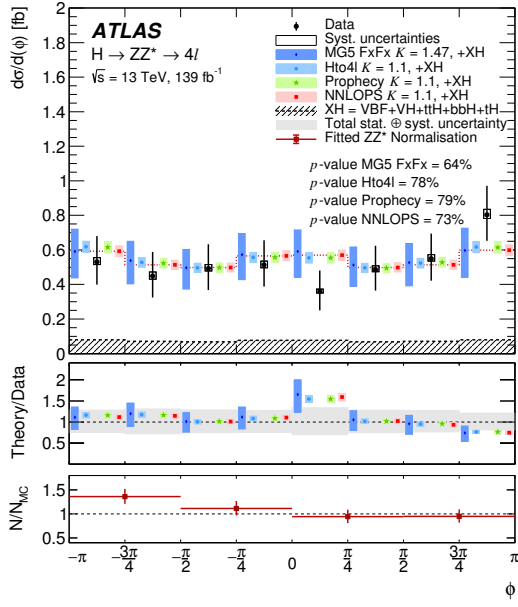 dσ/d(ϕ) [fb]
ATLAS
H → ZZ* → 4l
√s = 13 TeV, 139 fb⁻¹
Data
Syst. uncertainties
MG5 FxFx K = 1.47, +XH
Hto4l K = 1.1, +XH
Prophecy K = 1.1, +XH
NNLOPS K = 1.1, +XH
XH = VBF+VH+ttH+bbH+tH
Total stat. ⊕ syst. uncertainty
Fitted ZZ* Normalisation
p-value MG5 FxFx = 64%
p-value Hto4l = 78%
p-value Prophecy = 79%
p-value NNLOPS = 73%
2
1.8
1.6
1.4
1.2
1
0.8
0.6
0.4
0.2
0
Theory/Data
2
1.5
1
0.5
N/N_MC
1.5
1
0.5
−π −3π/4 −π/2 −π/4 0 π/4 π/2 3π/4 π
ϕ